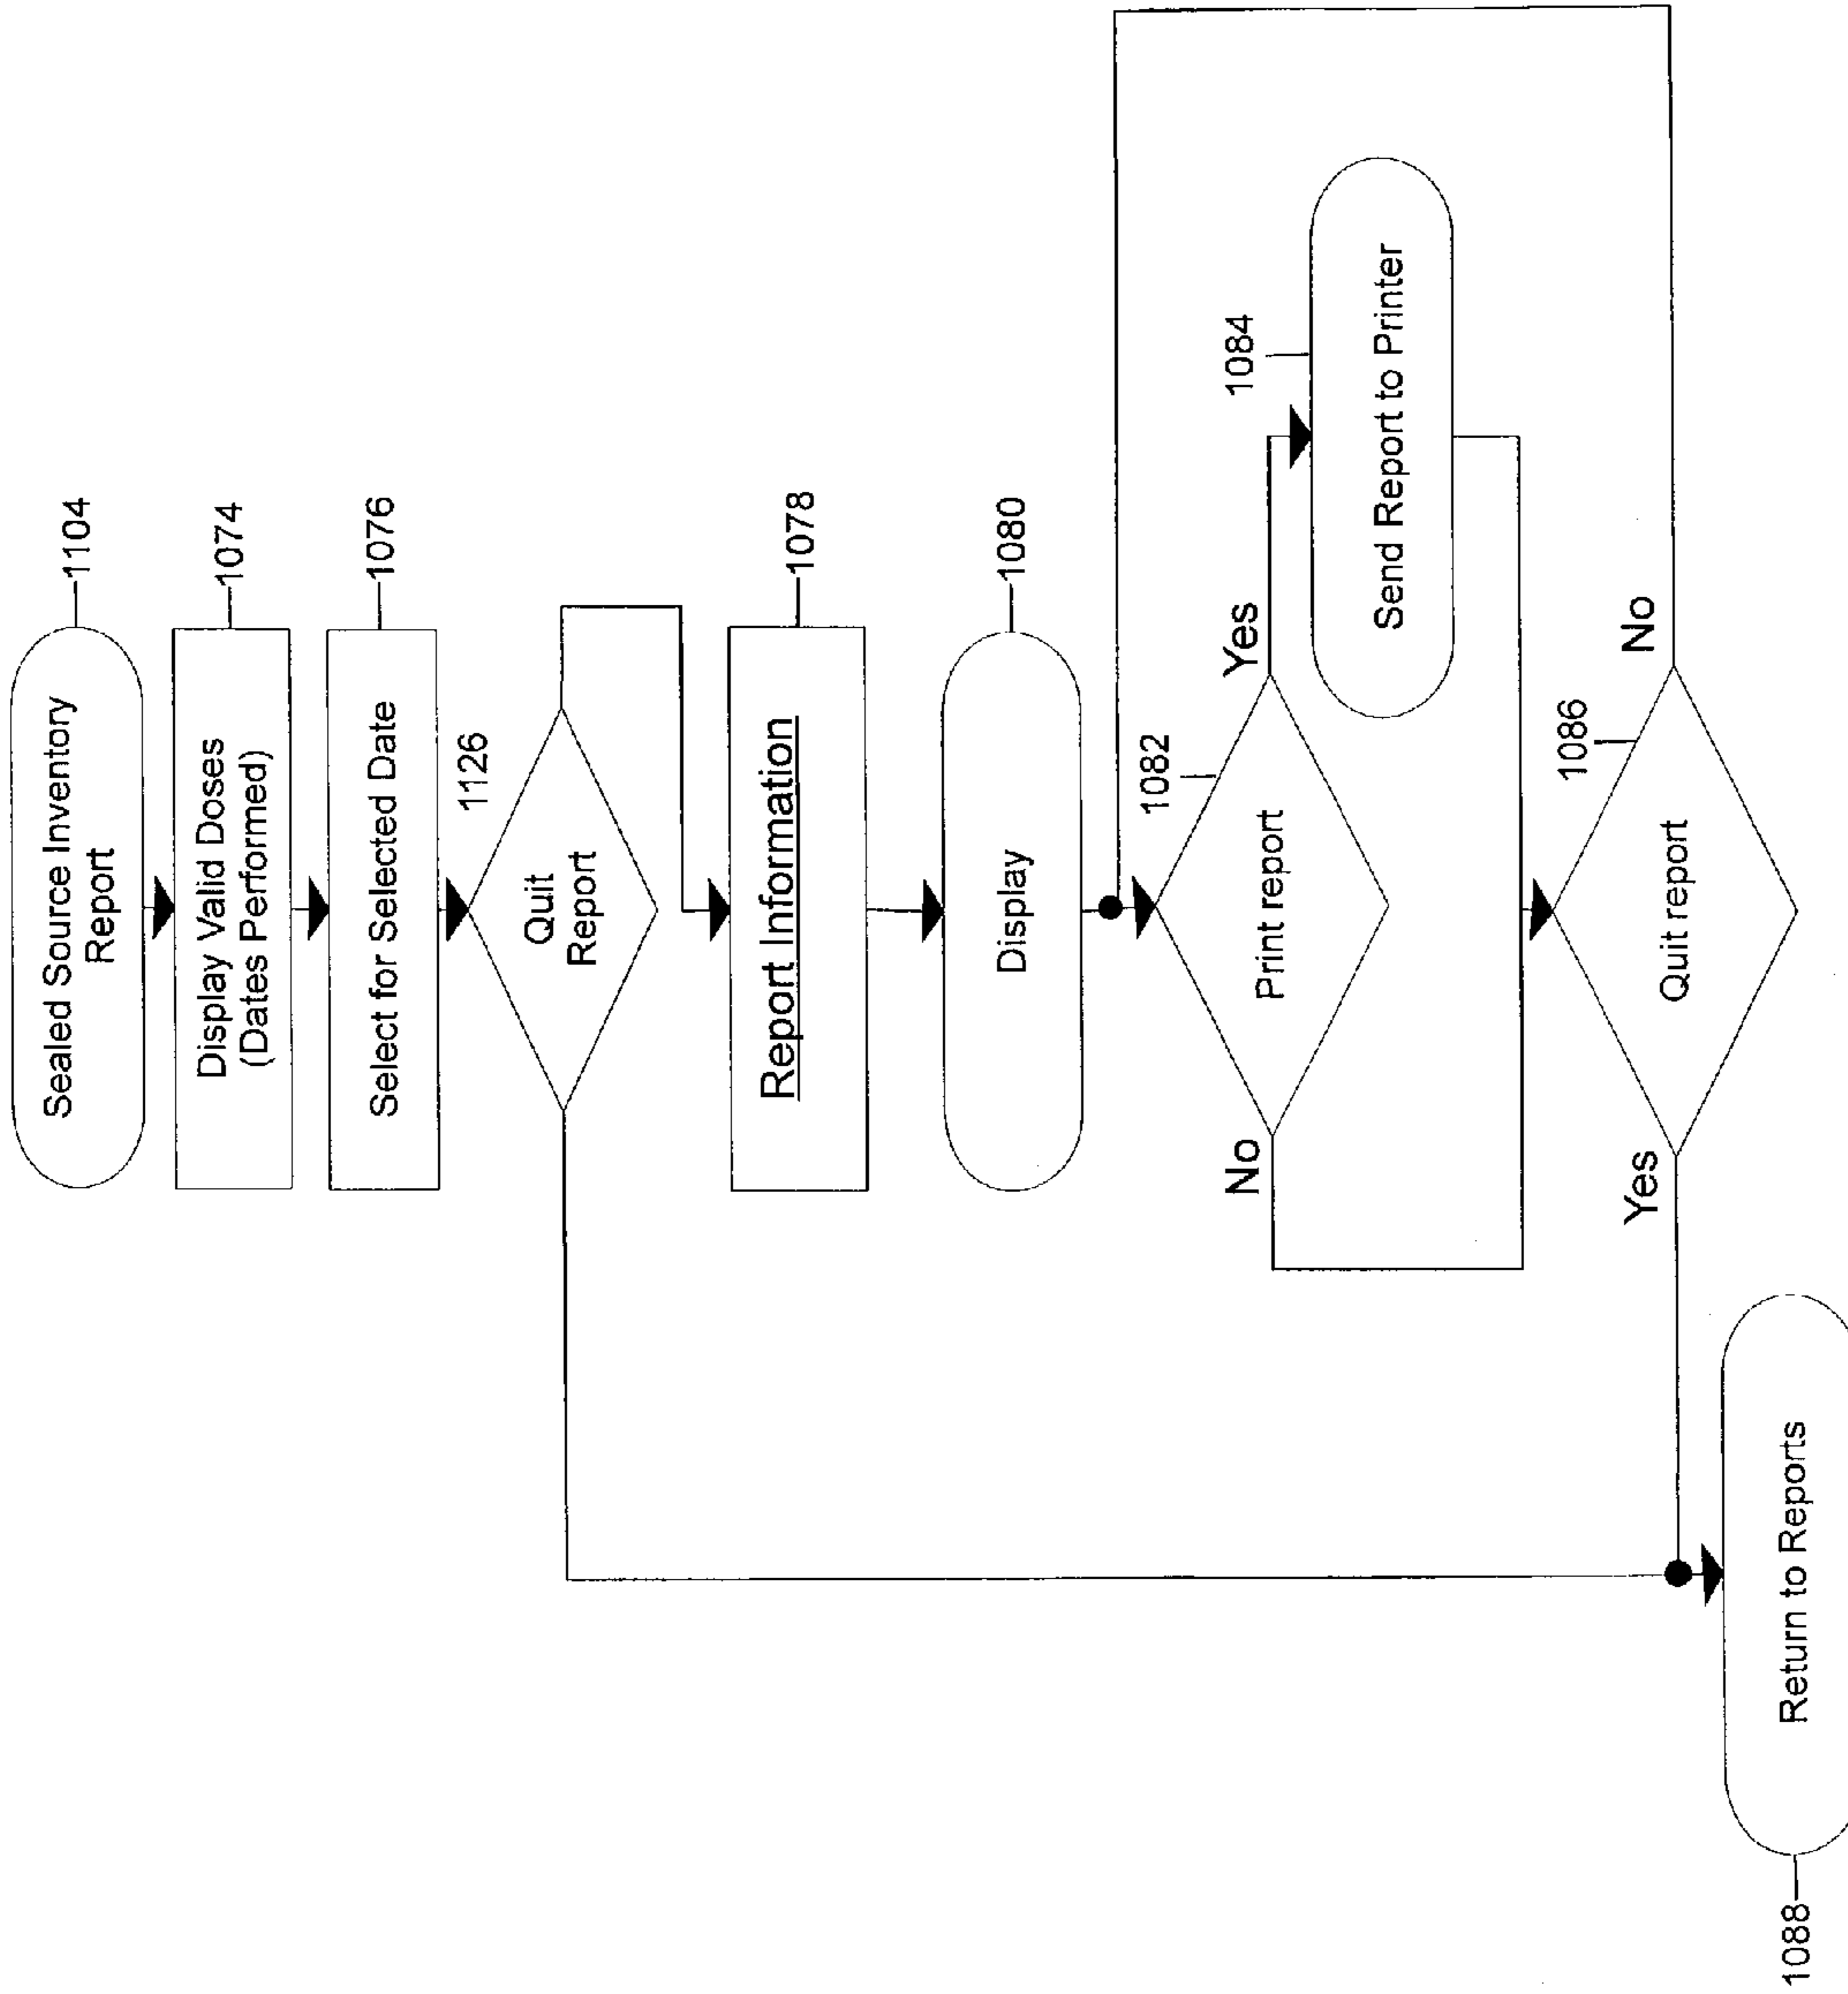 Sealed Source Inventory
Report
1104
Display Valid Doses
(Dates Performed)
1074
Select for Selected Date
1076
1126
Quit
Report
Report Information
1078
Display
1080
1082
Print report
Yes
No
1084
Send Report to Printer
1086
Quit report
No
Yes
Return to Reports
1088